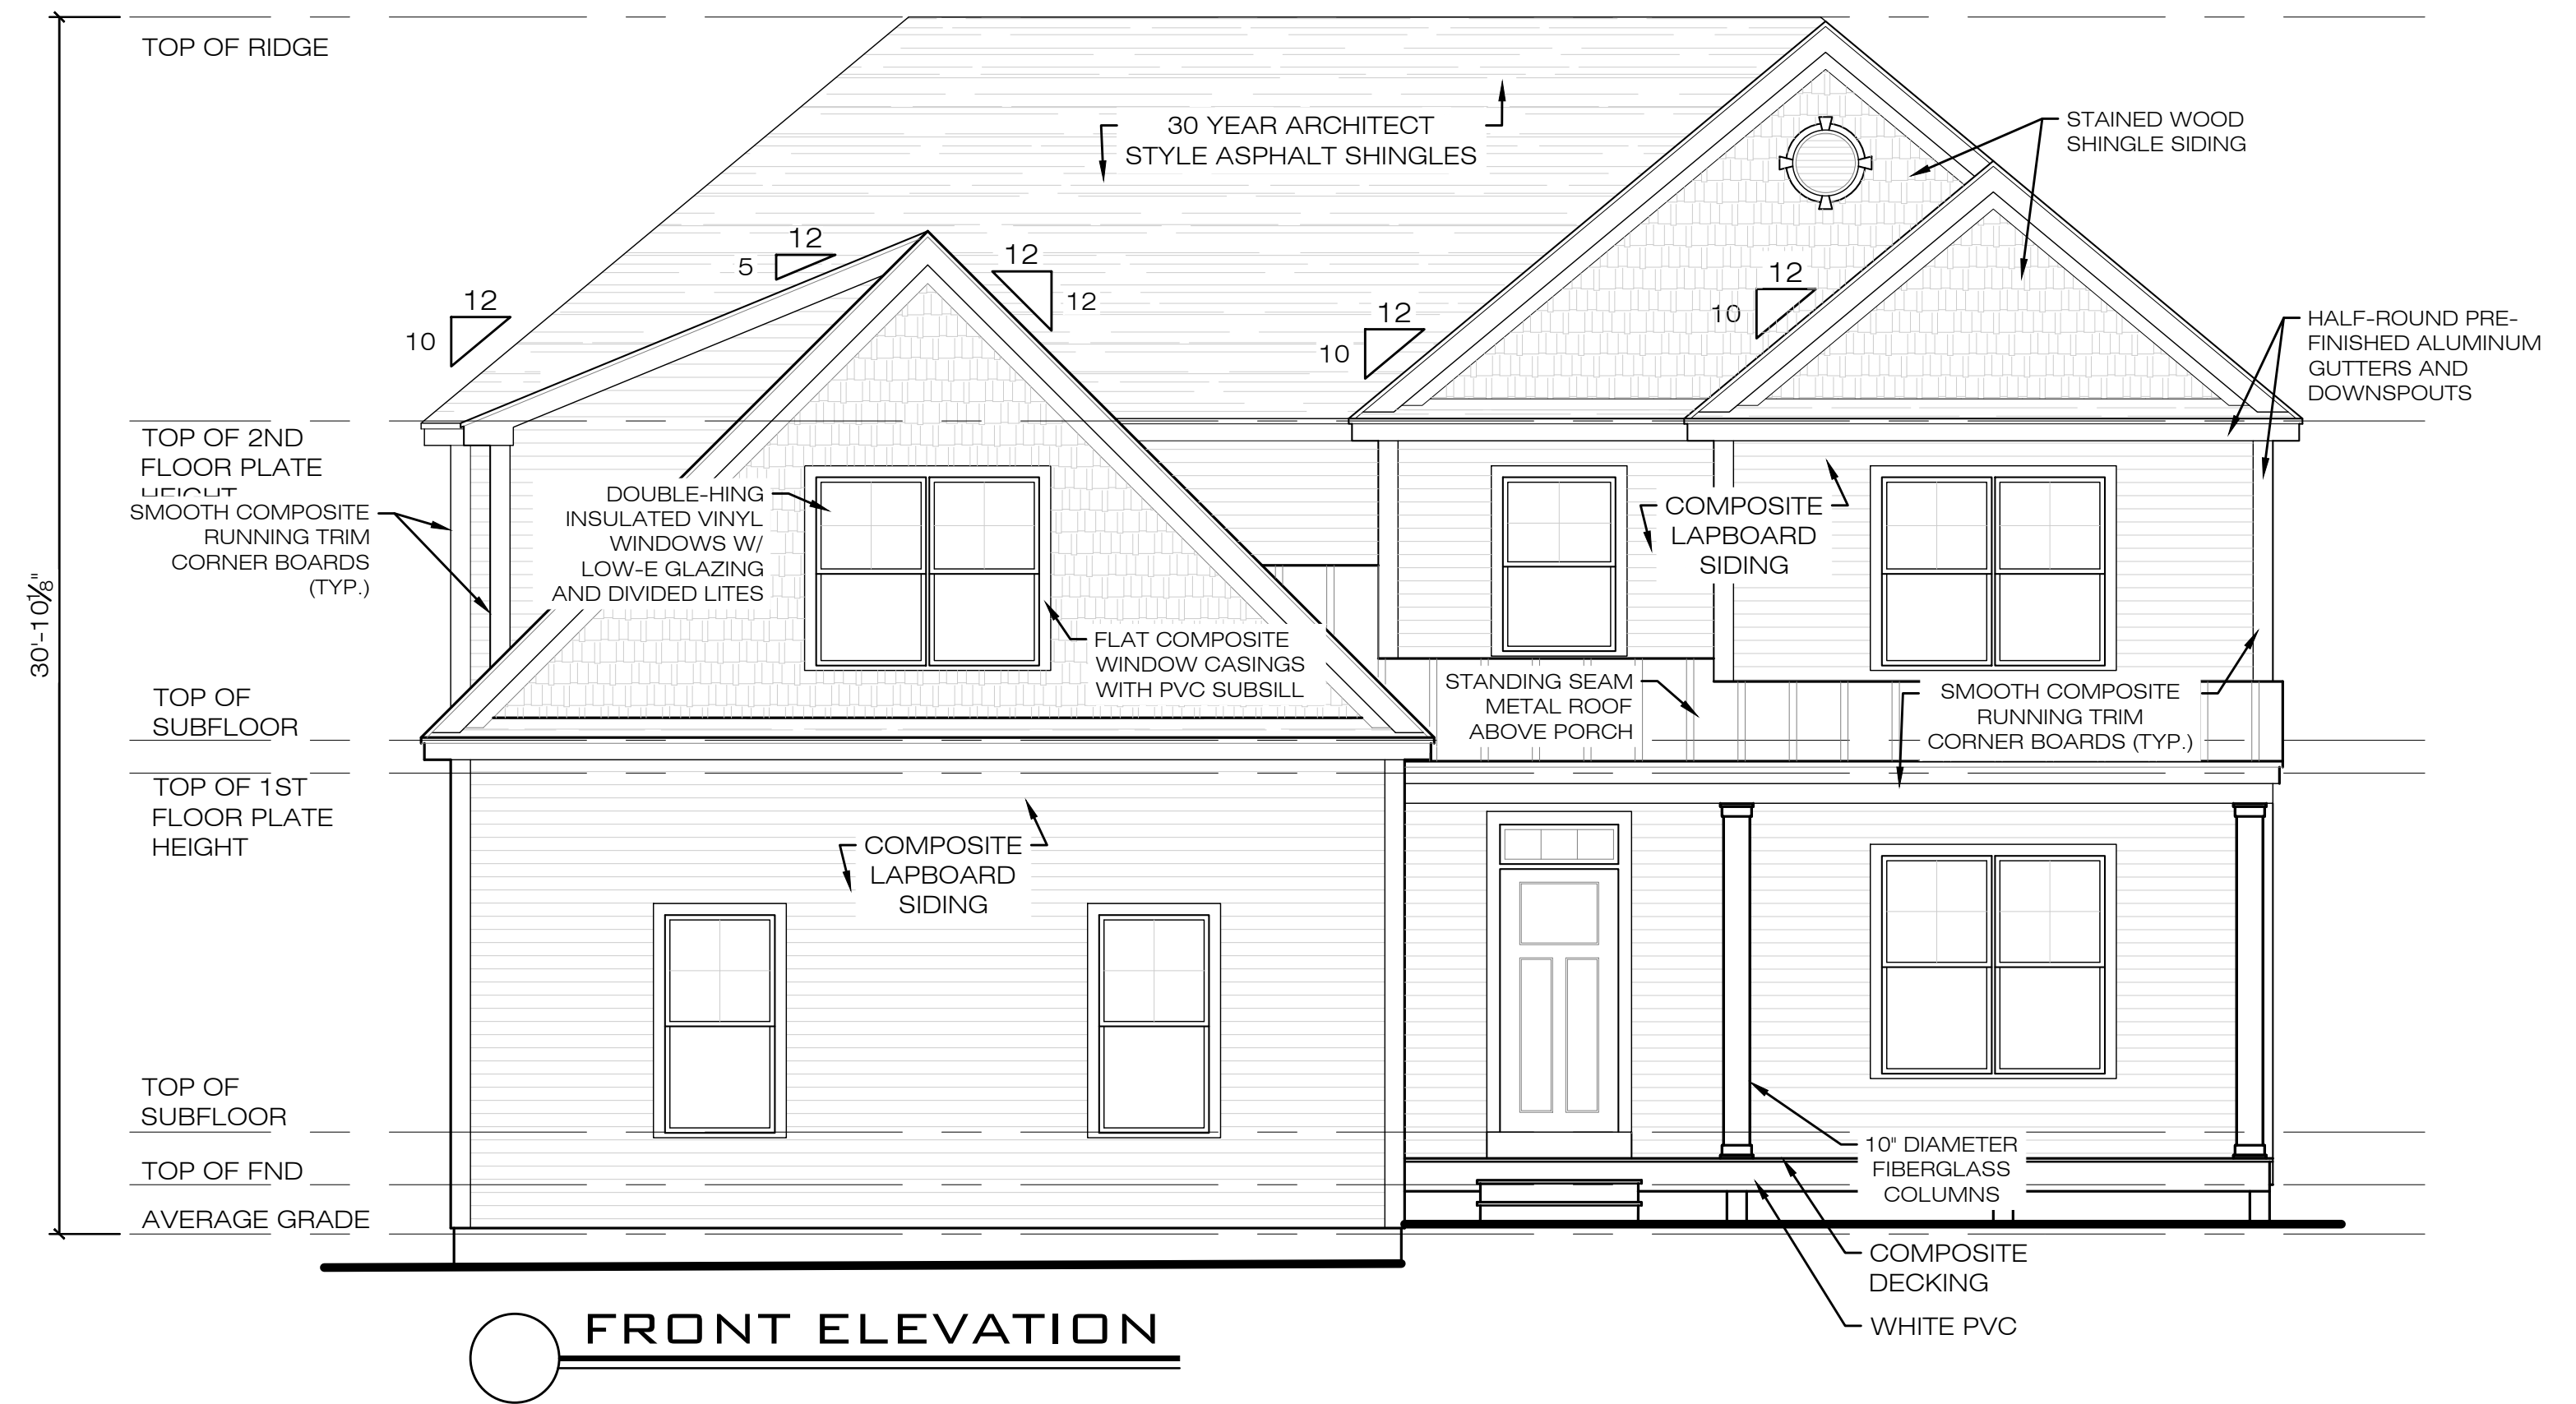 TOP OF RIDGE
30 YEAR ARCHITECT
STYLE ASPHALT SHINGLES
STAINED WOOD
SHINGLE SIDING
12
5
12
12
12
10
12
10
12
10
HALF-ROUND PRE-
FINISHED ALUMINUM
GUTTERS AND
DOWNSPOUTS
TOP OF 2ND
FLOOR PLATE
HEIGHT
SMOOTH COMPOSITE
RUNNING TRIM
CORNER BOARDS
(TYP.)
DOUBLE-HING
INSULATED VINYL
WINDOWS W/
LOW-E GLAZING
AND DIVIDED LITES
COMPOSITE
LAPBOARD
SIDING
30'-10⅛"
FLAT COMPOSITE
WINDOW CASINGS
WITH PVC SUBSILL
STANDING SEAM
METAL ROOF
ABOVE PORCH
SMOOTH COMPOSITE
RUNNING TRIM
CORNER BOARDS (TYP.)
TOP OF
SUBFLOOR
TOP OF 1ST
FLOOR PLATE
HEIGHT
COMPOSITE
LAPBOARD
SIDING
TOP OF
SUBFLOOR
10" DIAMETER
FIBERGLASS
COLUMNS
TOP OF FND
AVERAGE GRADE
COMPOSITE
DECKING
WHITE PVC
FRONT ELEVATION